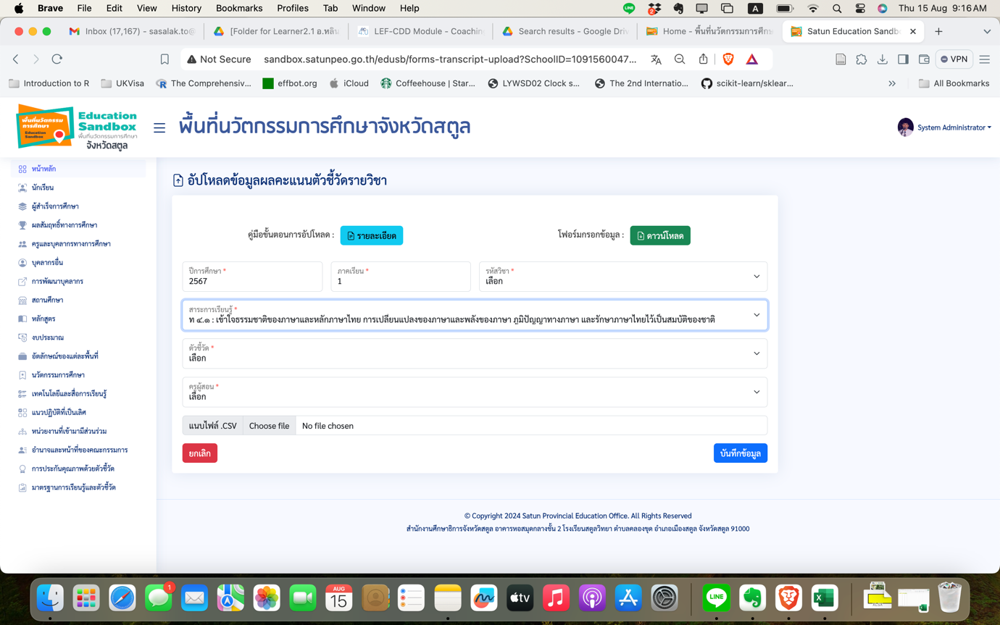 Brave File Edit View History Bookmarks Profiles Tab Window Help
2
A
Thu 15 Aug 9:16 AM
Inbox (17,167) - sasalak.to@
[Folder for Learner2.1 อ.หลิน
LEF-CDD Module - Coachin
Search results - Google Driv
Home - พื้นที่นวัตกรรมการศึกษ
Satun Education Sandb
Not Secure sandbox.satunpeo.go.th/edusb/forms-transcript-upload?SchoolID=1091560047...
VPN
Introduction to R
UKVisa
The Comprehensiv...
effbot.org
iCloud
Coffeehouse | Star...
LYWSD02 Clock s...
The 2nd Internatio...
scikit-learn/sklear...
All Bookmarks
พื้นที่นวัตกรรมการศึกษา
Education Sandbox
Education Sandbox
พื้นที่นวัตกรรมการศึกษา
จังหวัดสตูล
พื้นที่นวัตกรรมการศึกษาจังหวัดสตูล
System Administrator
หน้าหลัก
นักเรียน
ผู้สำเร็จการศึกษา
ผลสัมฤทธิ์ทางการศึกษา
ครูและบุคลากรทางการศึกษา
บุคลากรอื่น
การพัฒนาบุคลากร
สถานศึกษา
หลักสูตร
งบประมาณ
อัตลักษณ์ของแต่ละพื้นที่
นวัตกรรมการศึกษา
เทคโนโลยีและสื่อการเรียนรู้
แนวปฏิบัติที่เป็นเลิศ
หน่วยงานที่เข้ามามีส่วนร่วม
อำนาจและหน้าที่ของคณะกรรมการ
การประกันคุณภาพด้วยตัวชี้วัด
มาตรฐานการเรียนรู้และตัวชี้วัด
อัปโหลดข้อมูลผลคะแนนตัวชี้วัดรายวิชา
คู่มือขั้นตอนการอัปโหลด : รายละเอียด
โฟอร์มกรอกข้อมูล : ดาวน์โหลด
ปีการศึกษา *
2567
ภาคเรียน *
1
รหัสวิชา *
เลือก
สาระการเรียนรู้ *
ท ๔.๑ : เข้าใจธรรมชาติของภาษาและหลักภาษาไทย การเปลี่ยนแปลงของภาษาและพลังของภาษา ภูมิปัญญาทางภาษา และรักษาภาษาไทยไว้เป็นสมบัติของชาติ
ตัวชี้วัด *
เลือก
ครูผู้สอน *
เลือก
แนบไฟล์ .CSV Choose file No file chosen
ยกเลิก
บันทึกข้อมูล
© Copyright 2024 Satun Provincial Education Office. All Rights Reserved
สำนักงานศึกษาธิการจังหวัดสตูล อาคารหอสมุดกลางชั้น 2 โรงเรียนสตูลวิทยา ตำบลคลองขุด อำเภอเมืองสตูล จังหวัดสตูล 91000
1
AUG
15
tv
LINE
X